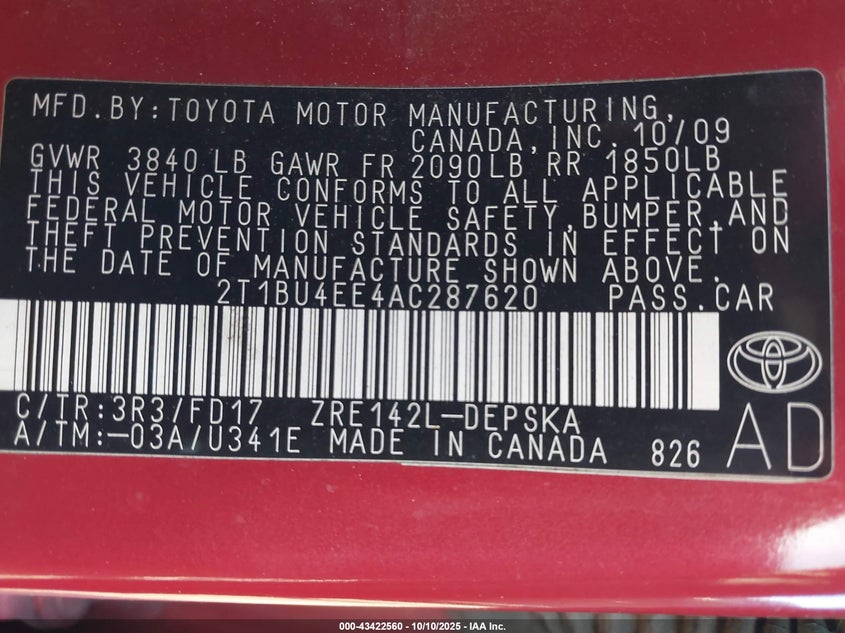 MFD.BY:TOYOTA MOTOR MANUFACTURING,
CANADA,INC. 10/09
GVWR 3840 LB GAWR FR 2090LB RR 1850LB
THIS VEHICLE CONFORMS TO ALL APPLICABLE
FEDERAL MOTOR VEHICLE SAFETY,BUMPER,AND
THEFT PREVENTION STANDARDS IN EFFECT ON
THE DATE OF MANUFACTURE SHOWN ABOVE.
2T1BU4EE4AC287620 PASS.CAR
C/TR:3R3/FD17 ZRE142L-DEPSKA
A/TM:-03A/U341E MADE IN CANADA 826 AD
000-43422560 - 10/10/2025 - IAA Inc.